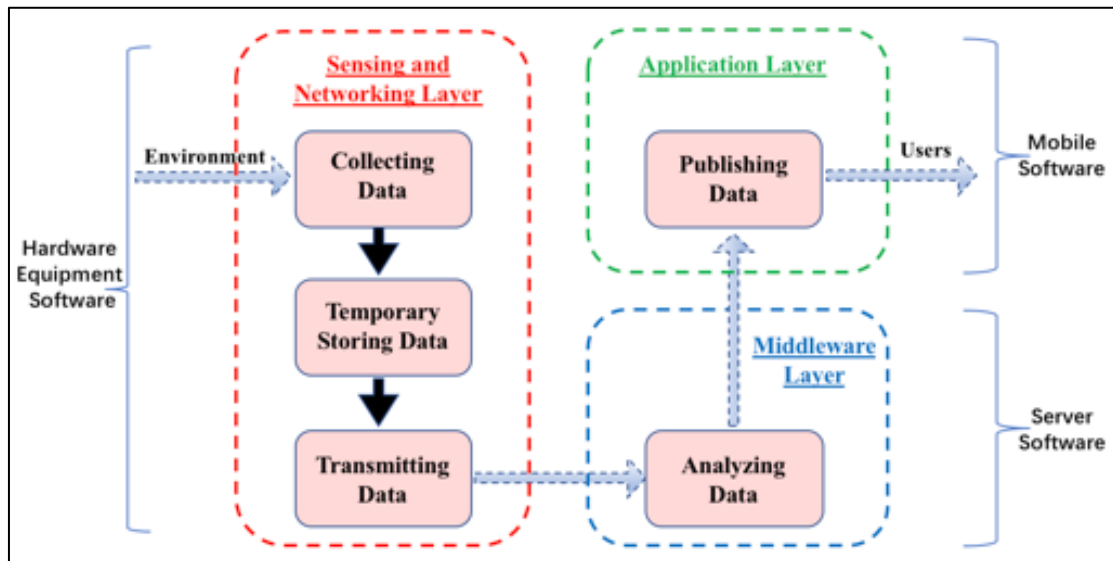 Sensing and
Networking Layer
Environment
Collecting
Data
Temporary
Storing Data
Transmitting
Data
Hardware
Equipment
Software
Application Layer
Publishing
Data
Users
Mobile
Software
Middleware
Layer
Analyzing
Data
Server
Software